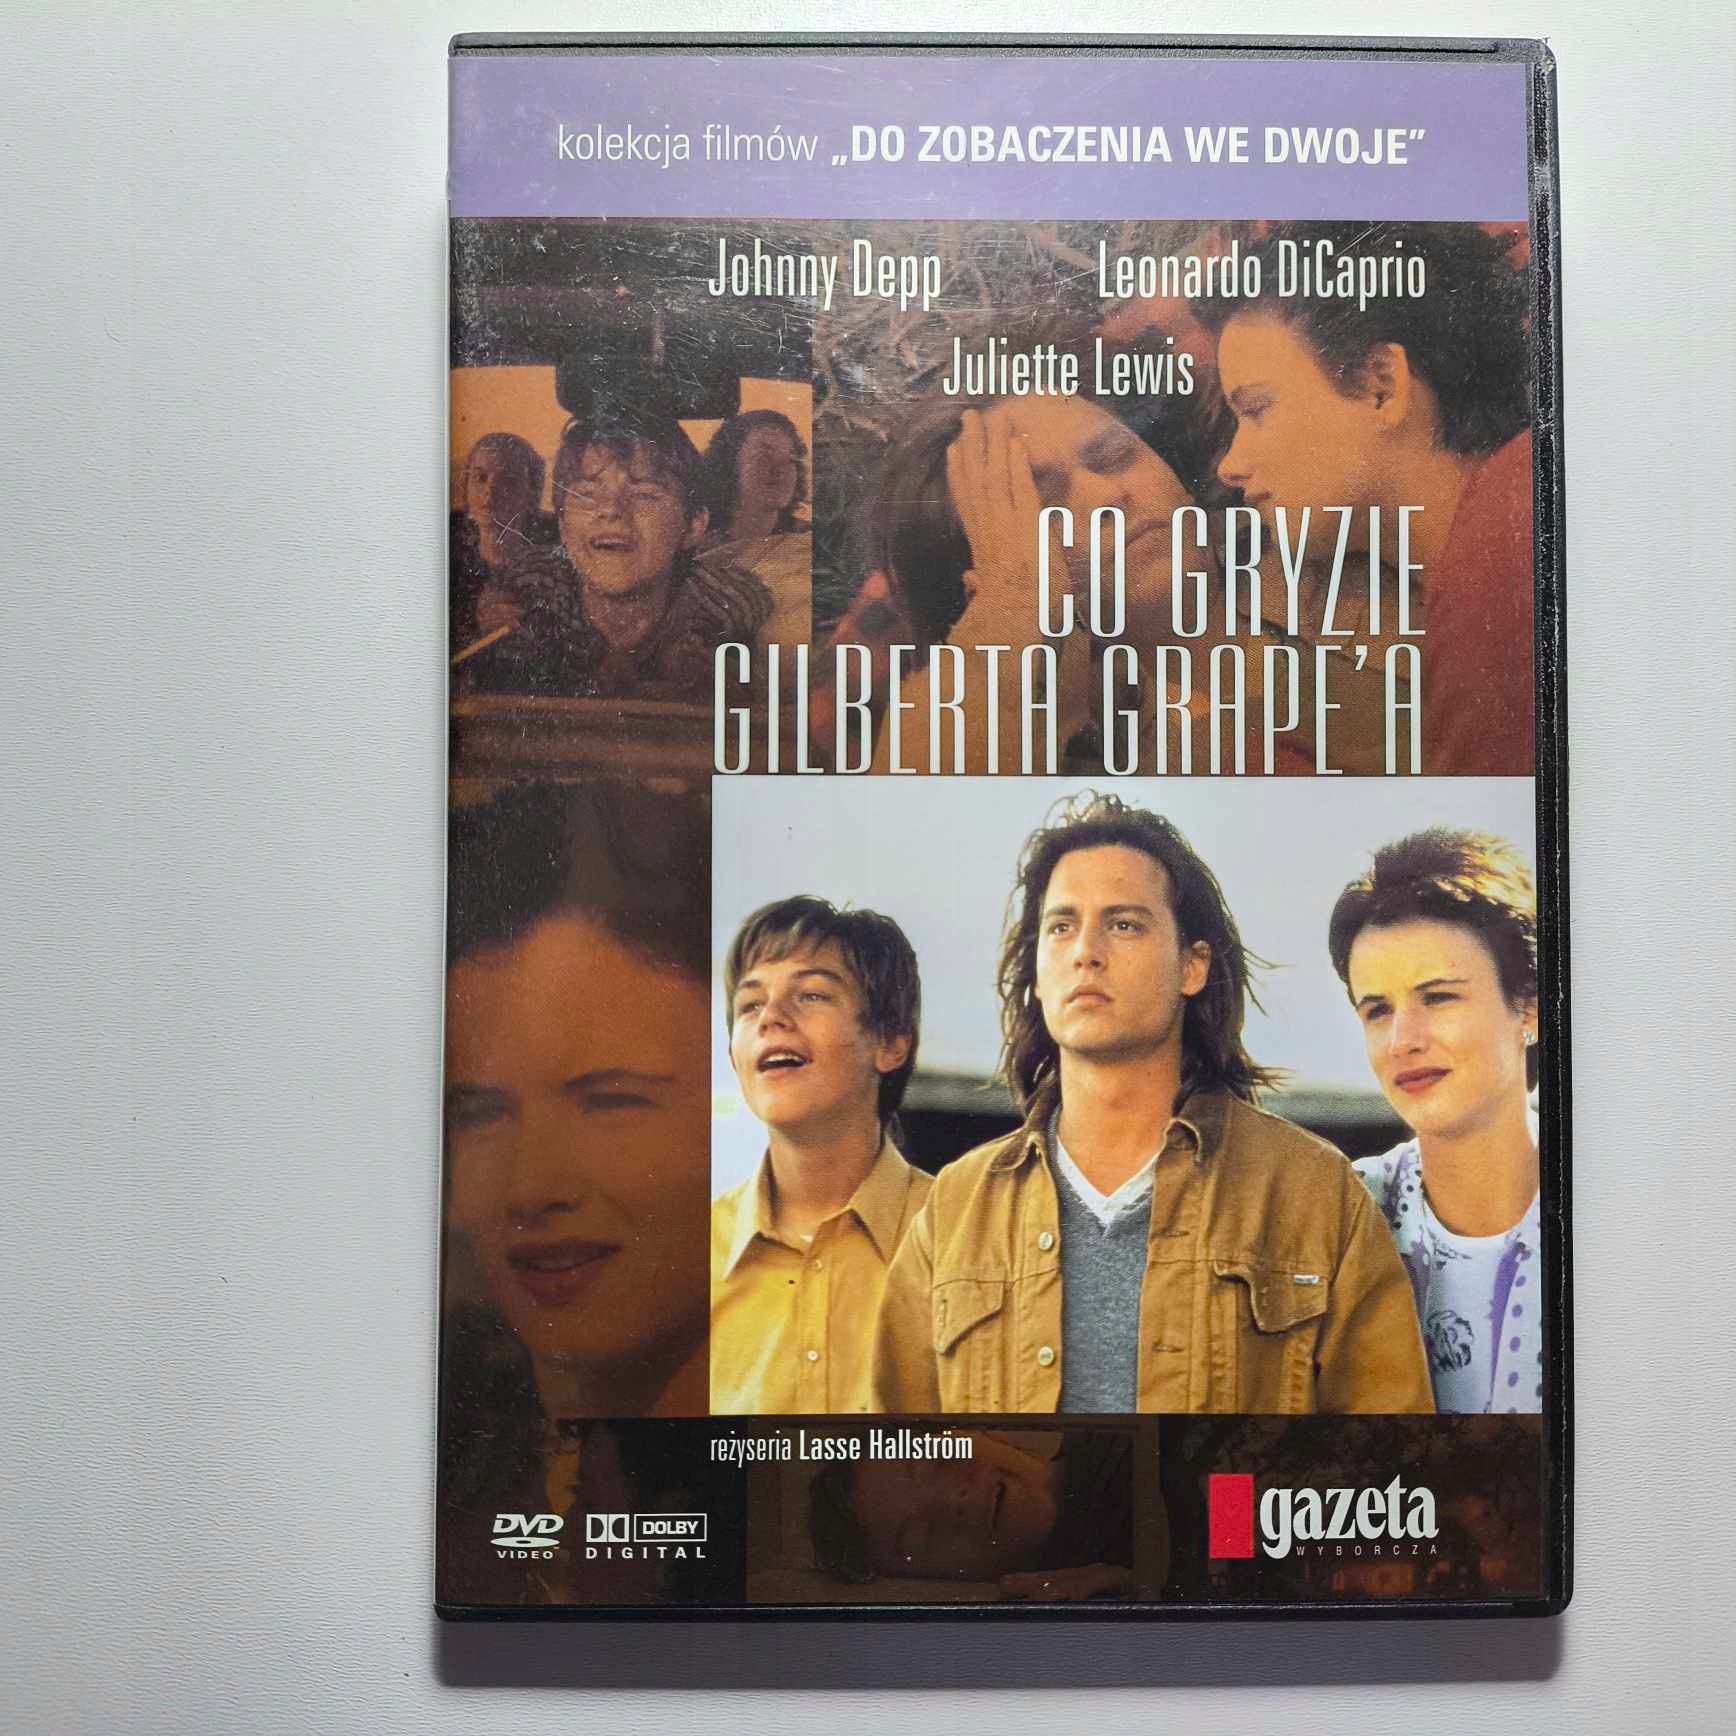 kolekcja filmów „DO ZOBACZENIA WE DWOJE”
Johnny Depp Leonardo DiCaprio
Juliette Lewis
CO GRYZIE
GILBERTA GRAPE’A
reżyseria Lasse Hallström
DVD
VIDEO
DOLBY
DIGITAL
gazeta
WYBORCZA